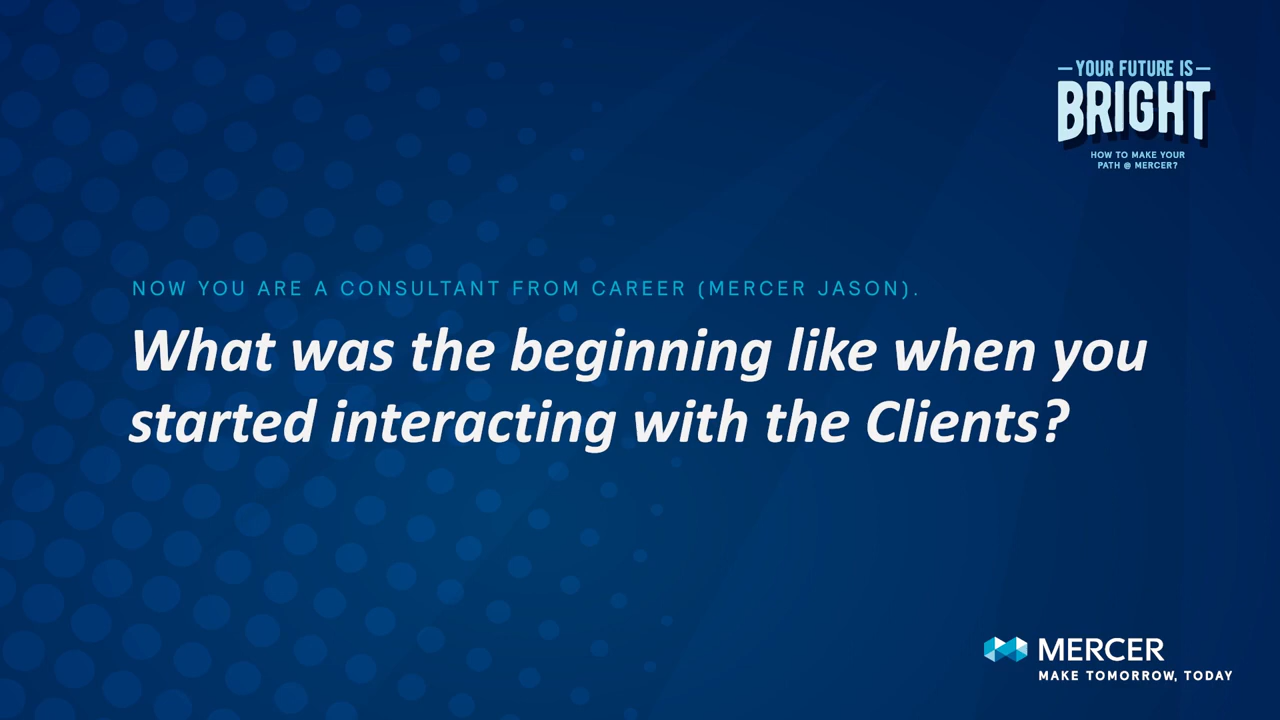 —YOUR FUTURE IS—
BRIGHT
HOW TO MAKE YOUR
PATH @ MERCER?
NOW YOU ARE A CONSULTANT FROM CAREER (MERCER JASON).
What was the beginning like when you
started interacting with the Clients?
MERCER
MAKE TOMORROW, TODAY